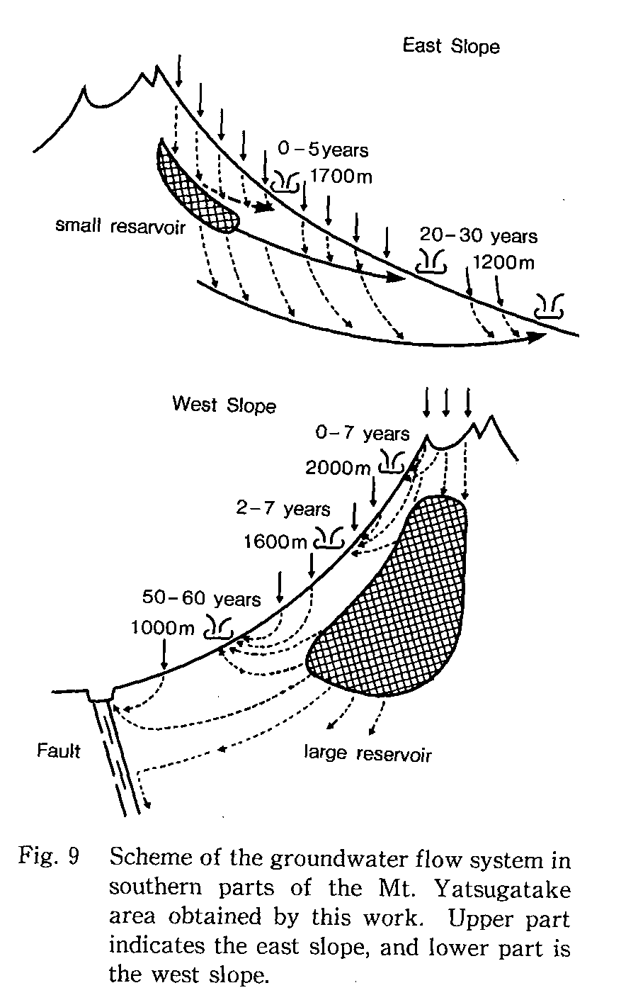 East Slope
0-5years
1700m
small resarvoir
20-30 years
1200m
West Slope
0-7 years
2000m
2-7 years
1600m
50-60 years
1000m
Fault
large reservoir
Fig. 9 Scheme of the groundwater flow system in
southern parts of the Mt. Yatsugatake
area obtained by this work. Upper part
indicates the east slope, and lower part is
the west slope.